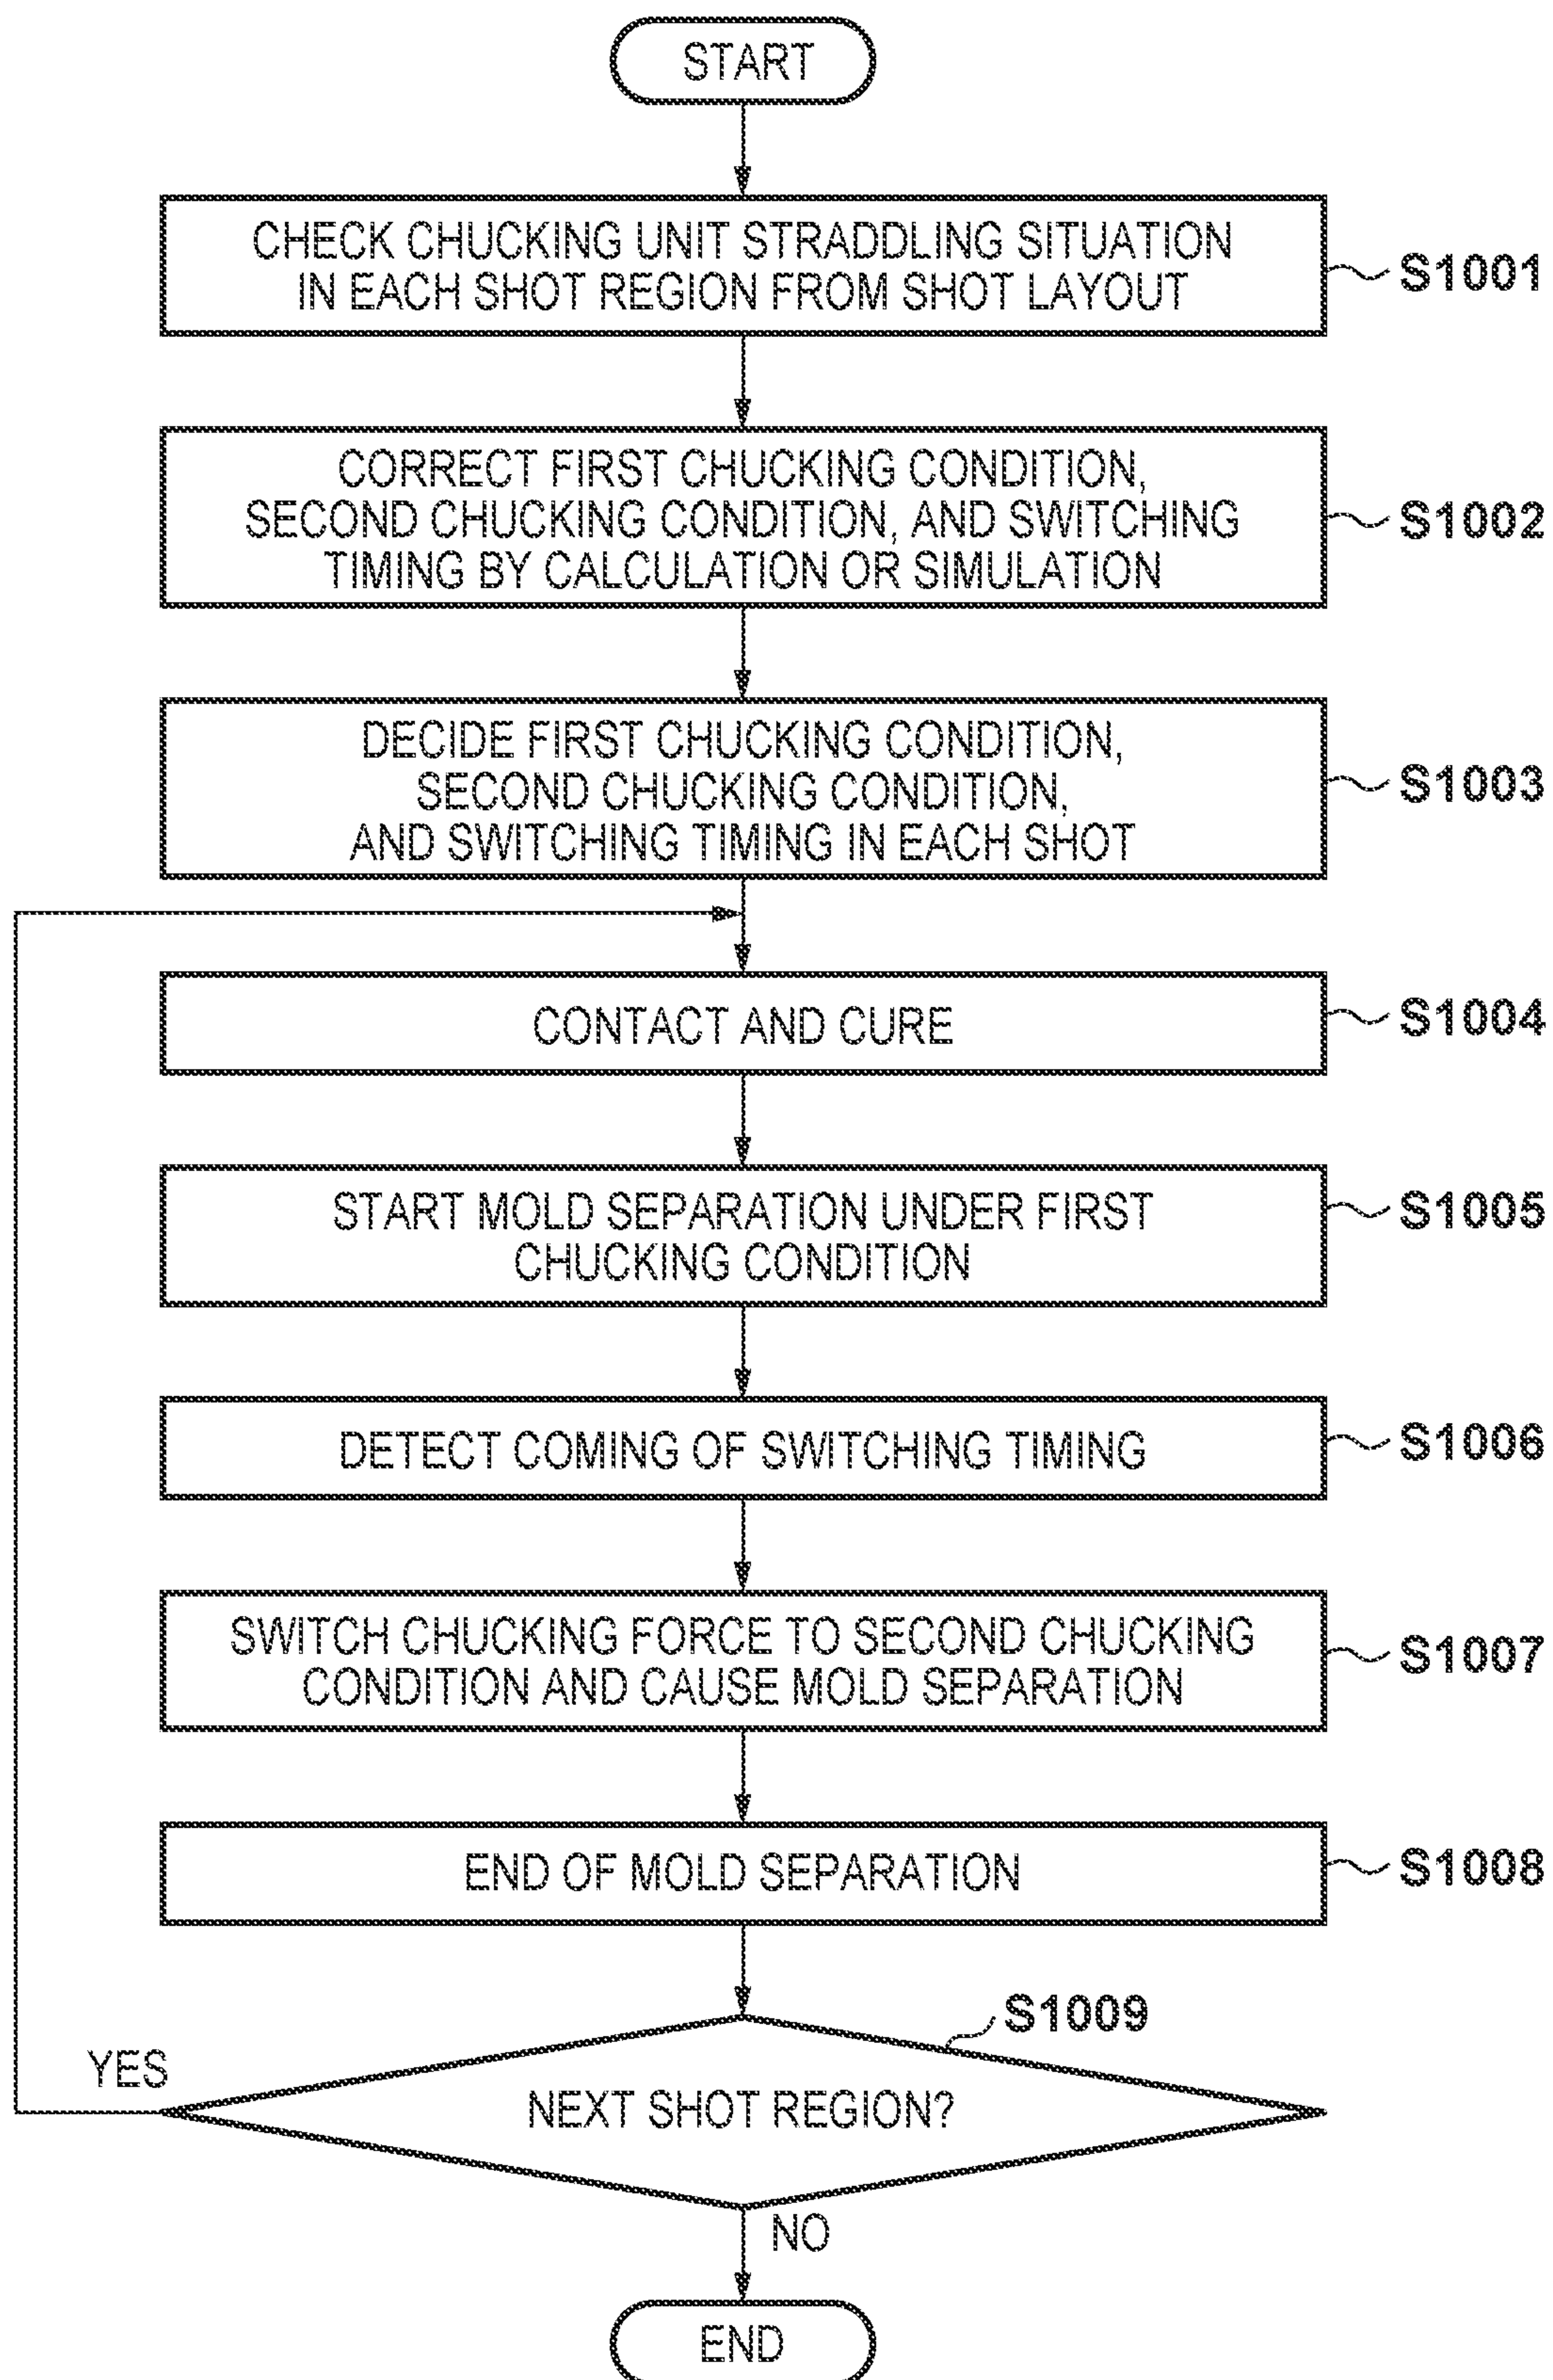 START
CHECK CHUCKING UNIT STRADDLING SITUATION
IN EACH SHOT REGION FROM SHOT LAYOUT
S1001
CORRECT FIRST CHUCKING CONDITION,
SECOND CHUCKING CONDITION, AND SWITCHING
TIMING BY CALCULATION OR SIMULATION
S1002
DECIDE FIRST CHUCKING CONDITION,
SECOND CHUCKING CONDITION,
AND SWITCHING TIMING IN EACH SHOT
S1003
CONTACT AND CURE
S1004
START MOLD SEPARATION UNDER FIRST
CHUCKING CONDITION
S1005
DETECT COMING OF SWITCHING TIMING
S1006
SWITCH CHUCKING FORCE TO SECOND CHUCKING
CONDITION AND CAUSE MOLD SEPARATION
S1007
END OF MOLD SEPARATION
S1008
S1009
YES
NEXT SHOT REGION?
NO
END